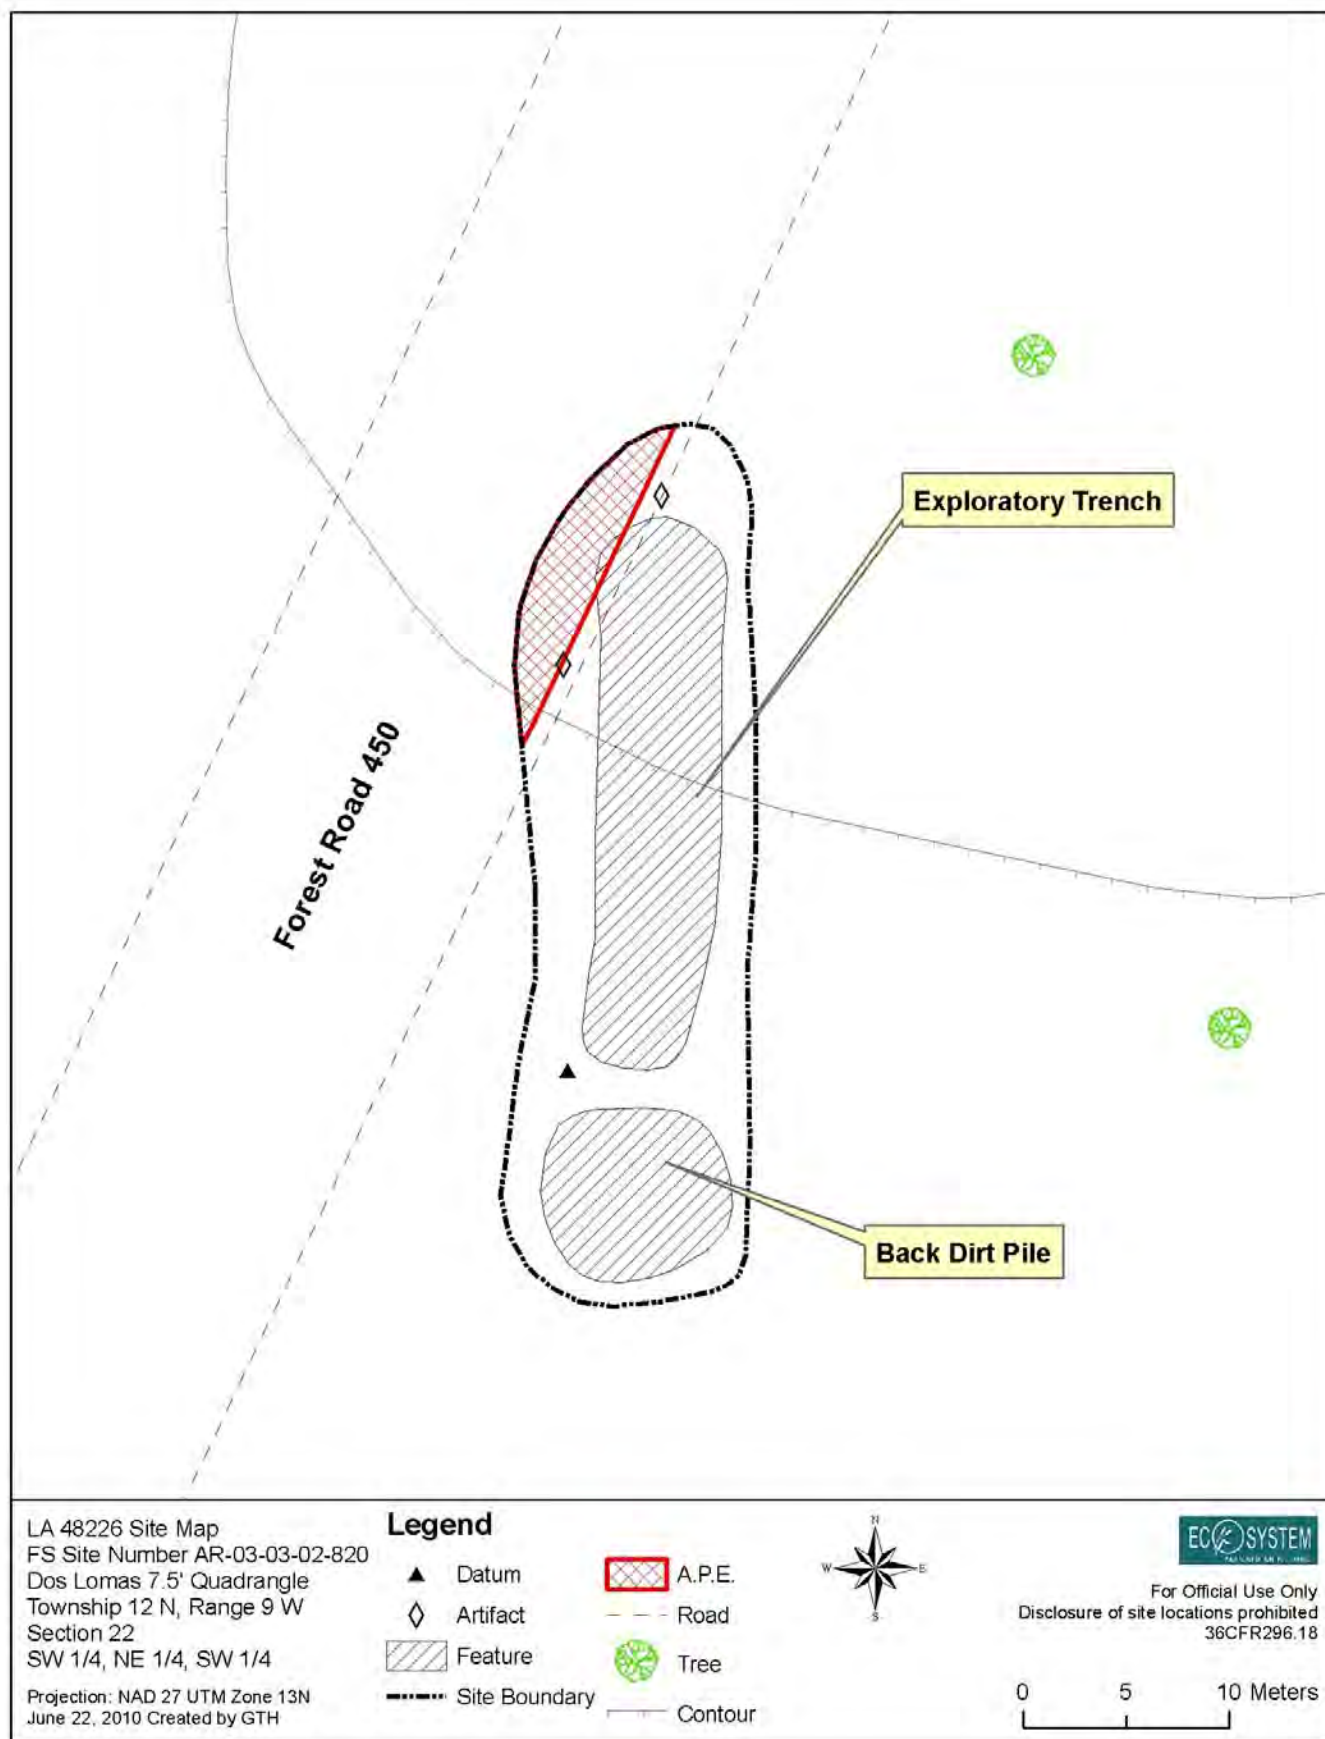 Exploratory Trench
Forest Road 450
Back Dirt Pile
LA 48226 Site Map
FS Site Number AR-03-03-02-820
Dos Lomas 7.5' Quadrangle
Township 12 N, Range 9 W
Section 22
SW 1/4, NE 1/4, SW 1/4
Projection: NAD 27 UTM Zone 13N
June 22, 2010 Created by GTH
Legend
Datum
Artifact
Feature
Site Boundary
A.P.E.
Road
Tree
Contour
N
W E
S
ECOSYSTEM
For Official Use Only
Disclosure of site locations prohibited
36CFR296.18
0 5 10 Meters